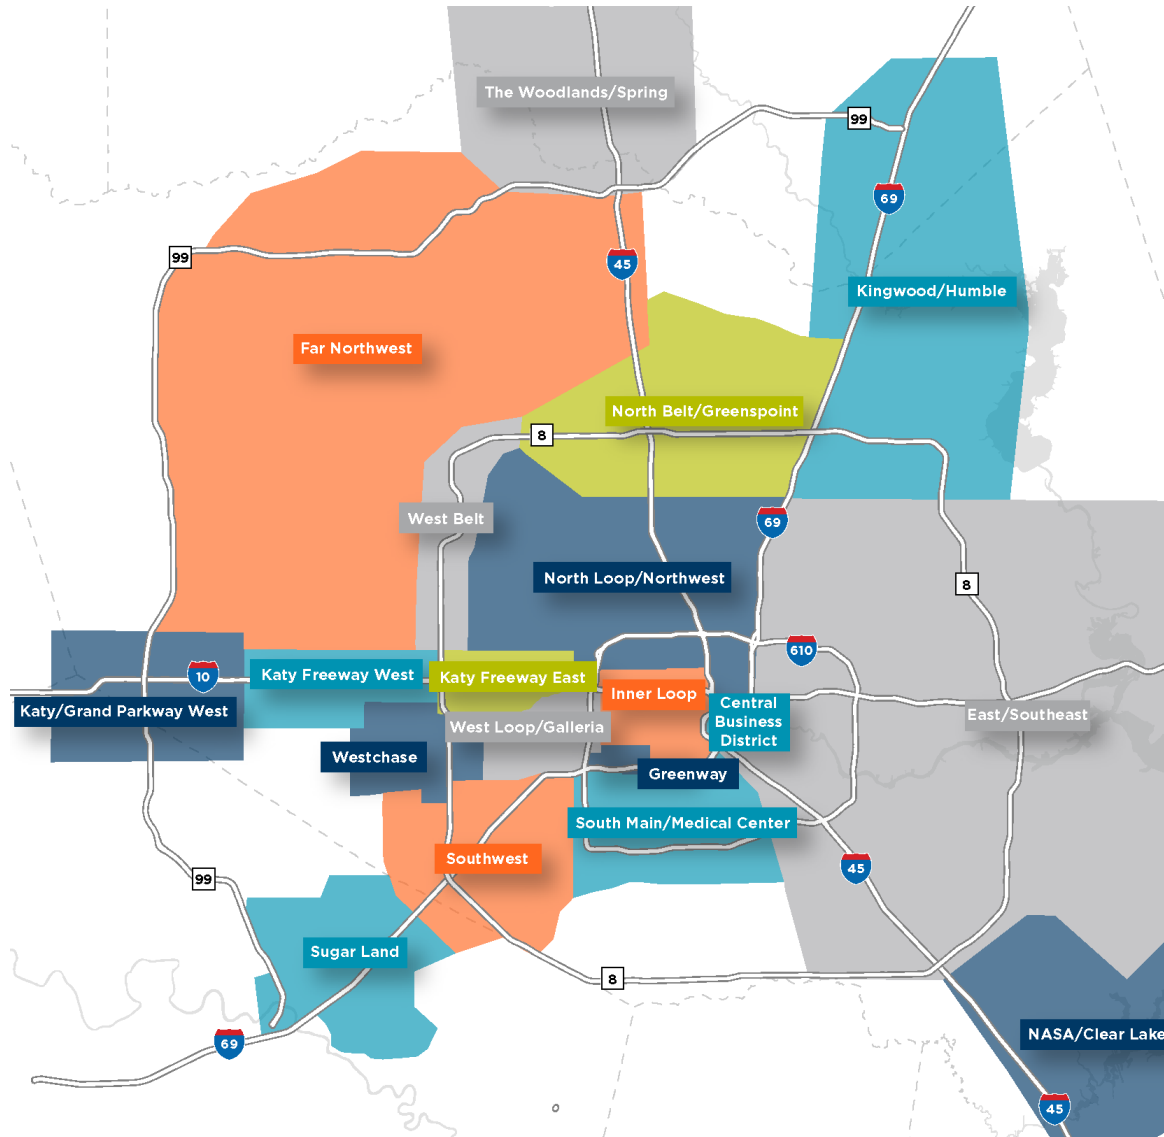 The Woodlands/Spring
99
69
99
45
Kingwood/Humble
Far Northwest
North Belt/Greenspoint
8
West Belt
69
North Loop/Northwest
8
610
10
Katy Freeway West
Katy Freeway East
Inner Loop
Katy/Grand Parkway West
West Loop/Galleria
Central
Business
District
East/Southeast
Westchase
Greenway
South Main/Medical Center
Southwest
45
99
Sugar Land
8
69
NASA/Clear Lake
45